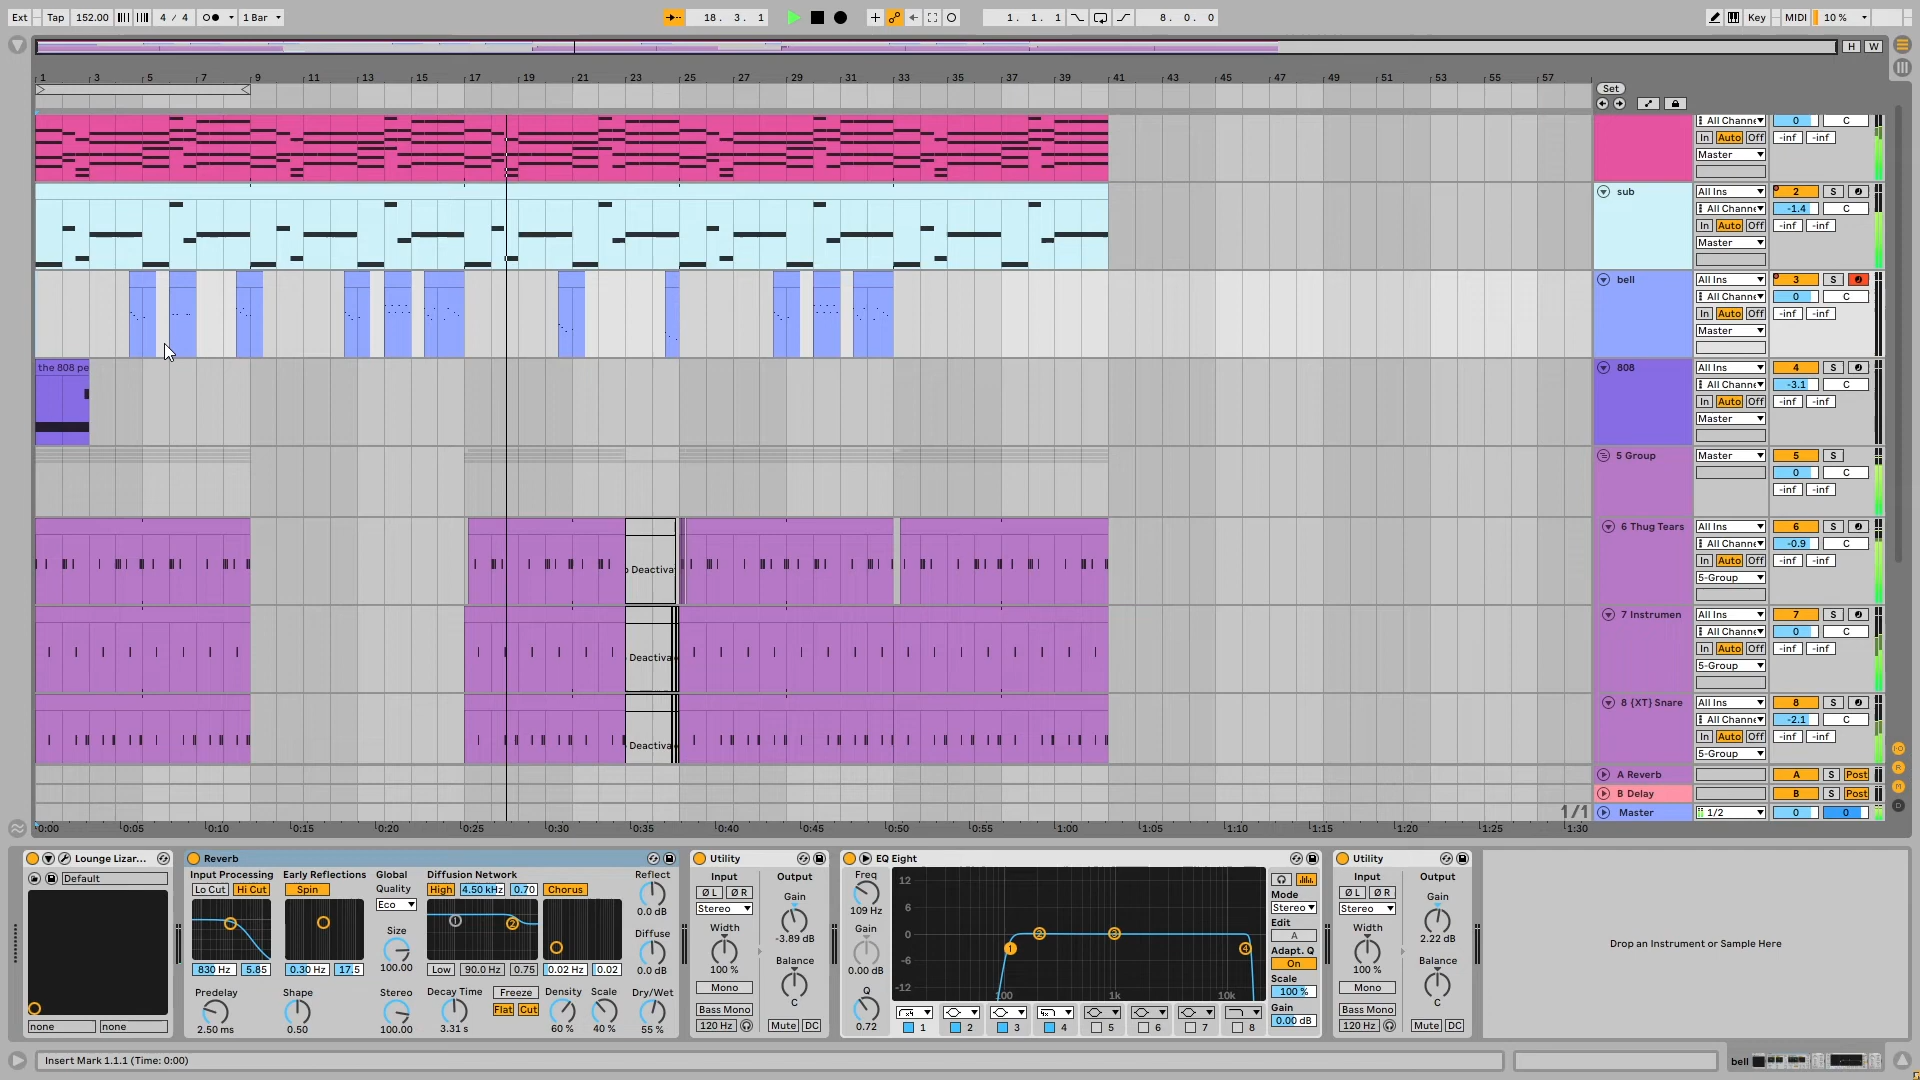 Ext Tap 152.00 4 / 4 1 Bar 18. 3. 1 1. 1. 1 8. 0. 0 Key MIDI 10 %
H W
1 3 5 7 9 11 13 15 17 19 21 23 25 27 29 31 33 35 37 39 41 43 45 47 49 51 53 55 57
Set
All Channe 0 C
In Auto Off -inf -inf
Master
sub All Ins 2 S
All Channe -1.4 C
In Auto Off -inf -inf
Master
bell All Ins 3 S
All Channe 0 C
In Auto Off -inf -inf
Master
the 808 pe 808 All Ins 4 S
All Channe -3.1 C
In Auto Off -inf -inf
Master
5 Group Master 5 S
0 C
-inf -inf
6 Thug Tears All Ins 6 S
All Channe -0.9 C
In Auto Off -inf -inf
Deactiva 5-Group
7 Instrumen All Ins 7 S
All Channe 0 C
In Auto Off -inf -inf
Deactiva 5-Group
8 (XT) Snare All Ins 8 S
All Channe -2.1 C
In Auto Off -inf -inf
Deactiva 5-Group
A Reverb A S Post
B Delay B S Post
1/1 Master 1/2 0 0
0:00 0:05 0:10 0:15 0:20 0:25 0:30 0:35 0:40 0:45 0:50 0:55 1:00 1:05 1:10 1:15 1:20 1:25 1:30
Lounge Lizar...
Default
none none
Reverb
Input Processing Early Reflections Global Diffusion Network Reflect
Lo Cut Hi Cut Spin Quality High 4.50 kHz 0.70 Chorus
Eco 0.0 dB
Size Diffuse
100.00 0.0 dB
830 Hz 5.85 0.30 Hz 17.5 Low 90.0 Hz 0.75 0.02 Hz 0.02
Predelay Shape Stereo Decay Time Freeze Density Scale Dry/Wet
Flat Cut
2.50 ms 0.50 100.00 3.31 s 60 % 40 % 55 %
Utility
Input Output
Ø L Ø R Gain
Stereo
Width -3.89 dB
100 % Balance
Mono
Bass Mono C
120 Hz Mute DC
EQ Eight
Freq 12 Mode
109 Hz 6 Stereo
Gain 0 Edit
A
0.00 dB -6 Adapt. Q
On
Q -12 100 1k 10k Scale
100 %
0.72 Gain
1 2 3 4 5 6 7 8 0.00 dB
Utility
Input Output
Ø L Ø R Gain
Stereo
Width 2.22 dB
100 % Balance
Mono
Bass Mono C
120 Hz Mute DC
Drop an Instrument or Sample Here
Insert Mark 1.1.1 (Time: 0:00) bell